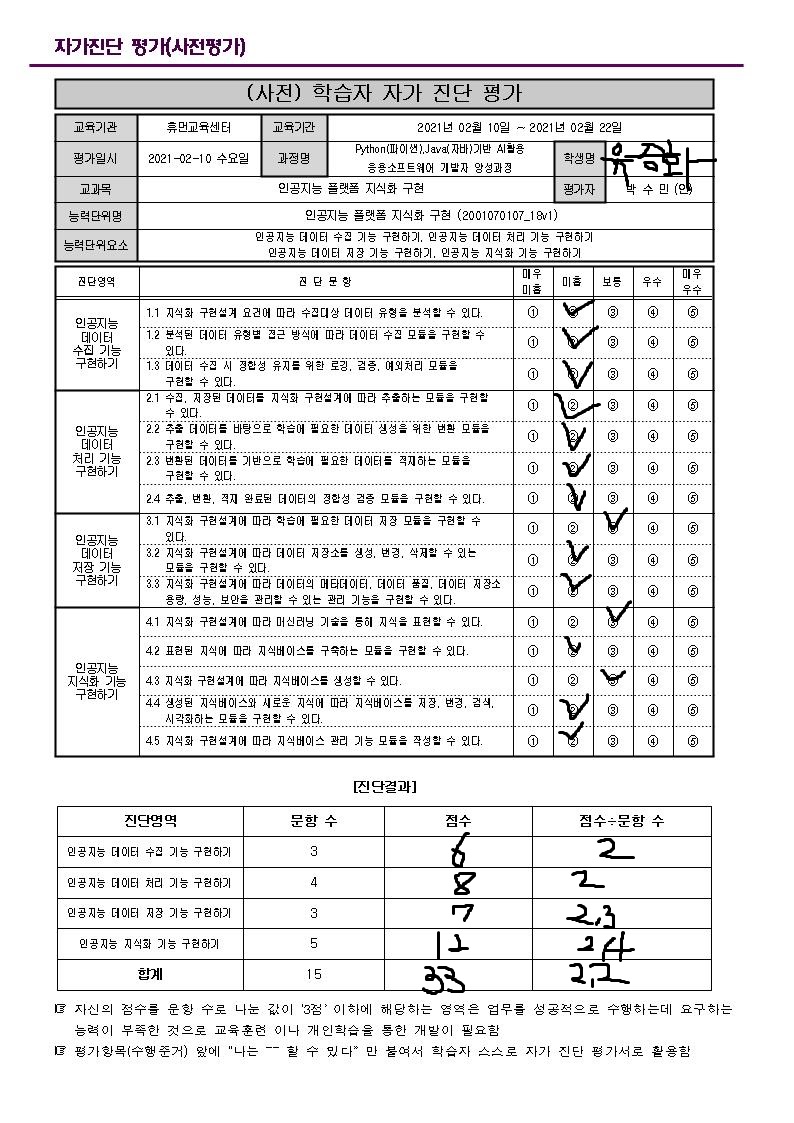 자가진단 평가(사전평가)
(사전) 학습자 자가 진단 평가
교육기관 휴먼교육센터 교육기간 2021년 02월 10일 ~ 2021년 02월 22일
평가일시 2021-02-10 수요일 과정명 Python(파이썬),Java(자바)기반 AI활용
응용소프트웨어 개발자 양성과정 학생명
교과목 인공지능 플랫폼 지식화 구현 평가자 박 수 민 (인)
능력단위명 인공지능 플랫폼 지식화 구현 (2001070107_18v1)
능력단위요소 인공지능 데이터 수집 기능 구현하기, 인공지능 데이터 처리 기능 구현하기
인공지능 데이터 저장 기능 구현하기, 인공지능 지식화 기능 구현하기
진단영역 진 단 문 항 매우 미흡 미흡 보통 우수 매우 우수
인공지능
데이터
수집 기능
구현하기
1.1 지식화 구현설계 요건에 따라 수집대상 데이터 유형을 분석할 수 있다. ① ✓ ③ ④ ⑤
1.2 분석된 데이터 유형별 접근 방식에 따라 데이터 수집 모듈을 구현할 수
있다. ① ✓ ③ ④ ⑤
1.3 데이터 수집 시 정합성 유지를 위한 로깅, 검증, 예외처리 모듈을
구현할 수 있다. ① ✓ ③ ④ ⑤
인공지능
데이터
처리 기능
구현하기
2.1 수집, 저장된 데이터를 지식화 구현설계에 따라 추출하는 모듈을 구현할
수 있다. ① ② ③ ④ ⑤
2.2 추출 데이터를 바탕으로 학습에 필요한 데이터 생성을 위한 변환 모듈을
구현할 수 있다. ① ② ③ ④ ⑤
2.3 변환된 데이터를 기반으로 학습에 필요한 데이터를 적재하는 모듈을
구현할 수 있다. ① ② ③ ④ ⑤
2.4 추출, 변환, 적재 완료된 데이터의 정합성 검증 모듈을 구현할 수 있다. ① ② ③ ④ ⑤
인공지능
데이터
저장 기능
구현하기
3.1 지식화 구현설계에 따라 학습에 필요한 데이터 저장 모듈을 구현할 수
있다. ① ② ✓ ④ ⑤
3.2 지식화 구현설계에 따라 데이터 저장소를 생성, 변경, 삭제할 수 있는
모듈을 구현할 수 있다. ① ② ③ ④ ⑤
3.3 지식화 구현설계에 따라 데이터의 메타데이터, 데이터 품질, 데이터 저장소
용량, 성능, 보안을 관리할 수 있는 관리 기능을 구현할 수 있다. ① ✓ ③ ④ ⑤
인공지능
지식화 기능
구현하기
4.1 지식화 구현설계에 따라 머신러닝 기술을 통해 지식을 표현할 수 있다. ① ② ✓ ④ ⑤
4.2 표현된 지식에 따라 지식베이스를 구축하는 모듈을 구현할 수 있다. ① ② ③ ④ ⑤
4.3 지식화 구현설계에 따라 지식베이스를 생성할 수 있다. ① ② ✓ ④ ⑤
4.4 생성된 지식베이스와 새로운 지식에 따라 지식베이스를 저장, 변경, 검색,
시각화하는 모듈을 구현할 수 있다. ① ② ③ ④ ⑤
4.5 지식화 구현설계에 따라 지식베이스 관리 기능 모듈을 작성할 수 있다. ① ② ③ ④ ⑤
[진단결과]
진단영역 문항 수 점수 점수÷문항 수
인공지능 데이터 수집 기능 구현하기 3 6 2
인공지능 데이터 처리 기능 구현하기 4 8 2
인공지능 데이터 저장 기능 구현하기 3 7 2.3
인공지능 지식화 기능 구현하기 5 12 2.4
합계 15 33 2.2
☞ 자신의 점수를 문항 수로 나눈 값이 '3점' 이하에 해당하는 영역은 업무를 성공적으로 수행하는데 요구하는
능력이 부족한 것으로 교육훈련 이나 개인학습을 통한 개발이 필요함
☞ 평가항목(수행준거) 앞에 "나는 ~~ 할 수 있다" 만 붙여서 학습자 스스로 자가 진단 평가서로 활용함